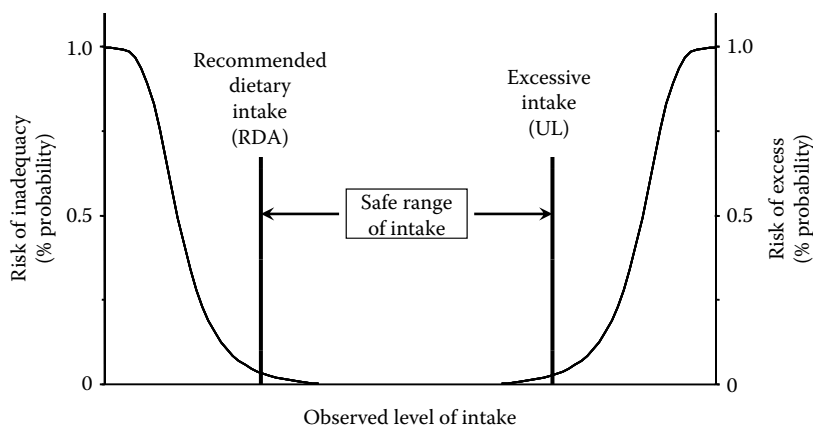 1.0
0.5
0
Risk of inadequacy
(% probability)
Recommended
dietary
intake
(RDA)
Safe range
of intake
Excessive
intake
(UL)
1.0
0.5
0
Risk of excess
(% probability)
Observed level of intake